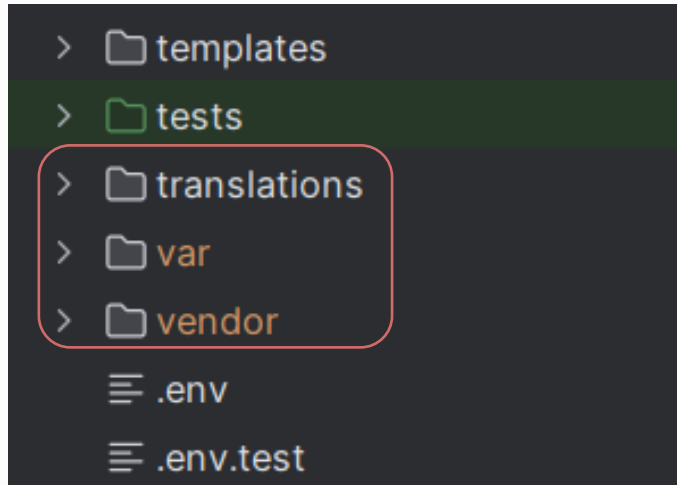 templates
tests
translations
var
vendor
.env
.env.test